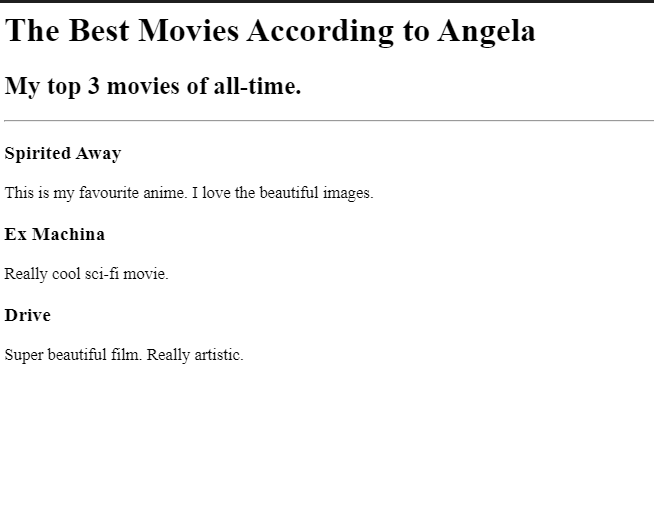 The Best Movies According to Angela
My top 3 movies of all-time.
Spirited Away
This is my favourite anime. I love the beautiful images.
Ex Machina
Really cool sci-fi movie.
Drive
Super beautiful film. Really artistic.